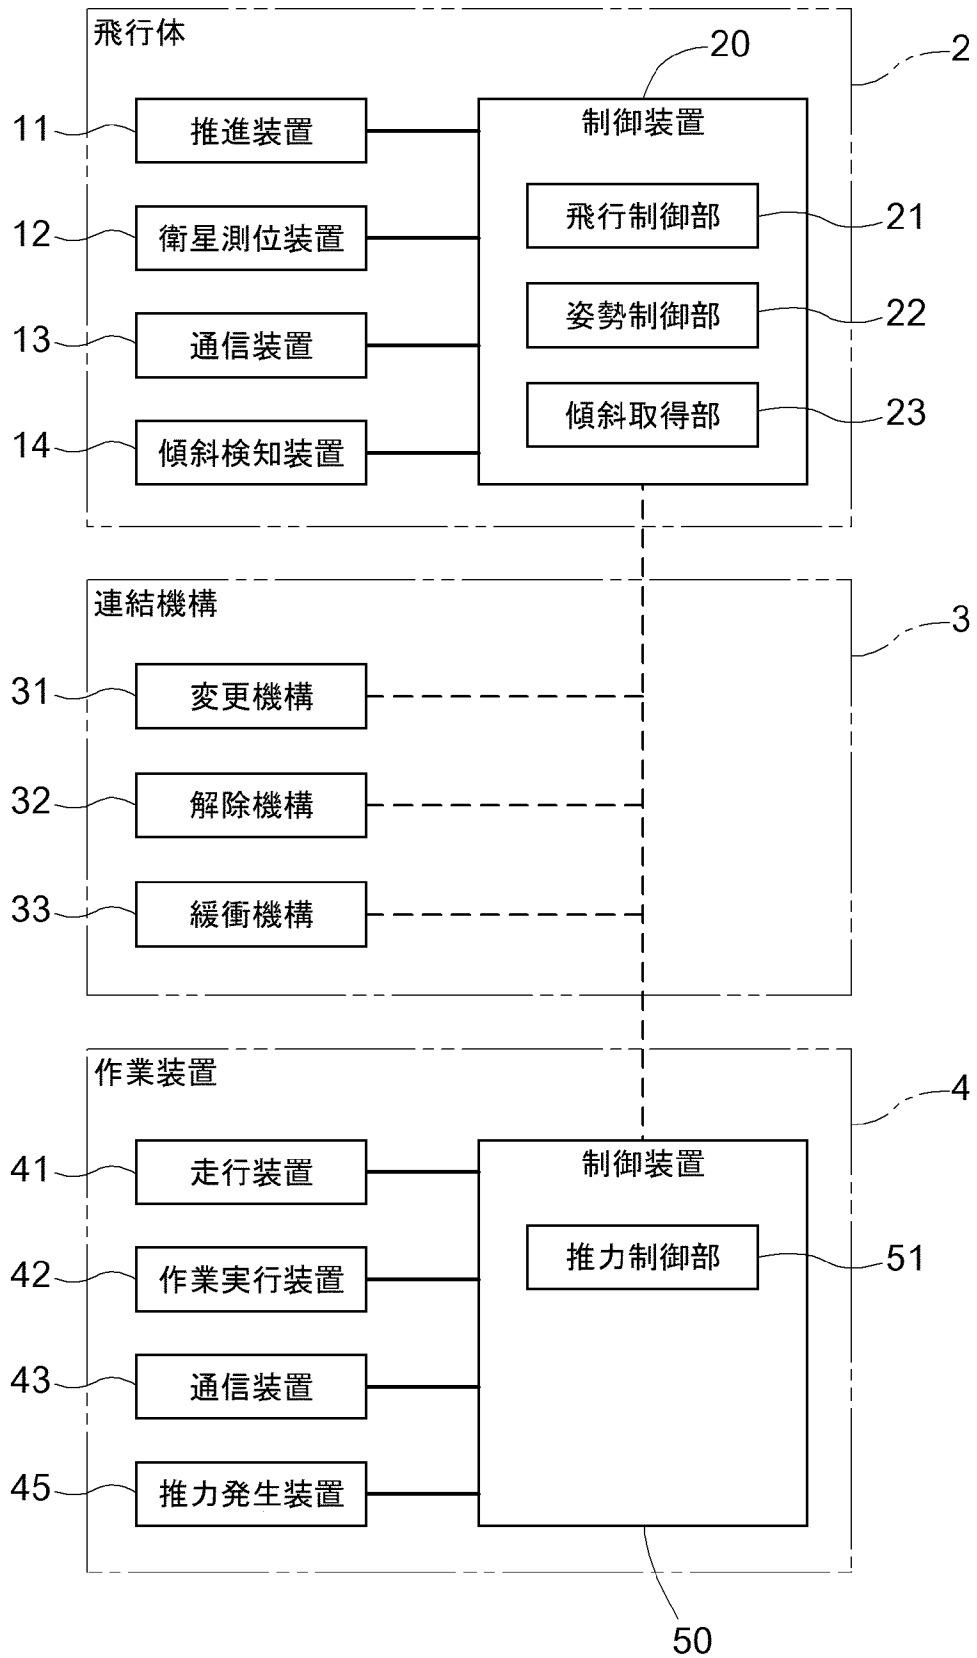 飛行体
20
2
11
推進装置
制御装置
12
衛星測位装置
飛行制御部
21
13
通信装置
姿勢制御部
22
14
傾斜検知装置
傾斜取得部
23
連結機構
3
31
変更機構
32
解除機構
33
緩衝機構
作業装置
4
41
走行装置
制御装置
42
作業実行装置
推力制御部
51
43
通信装置
45
推力発生装置
50